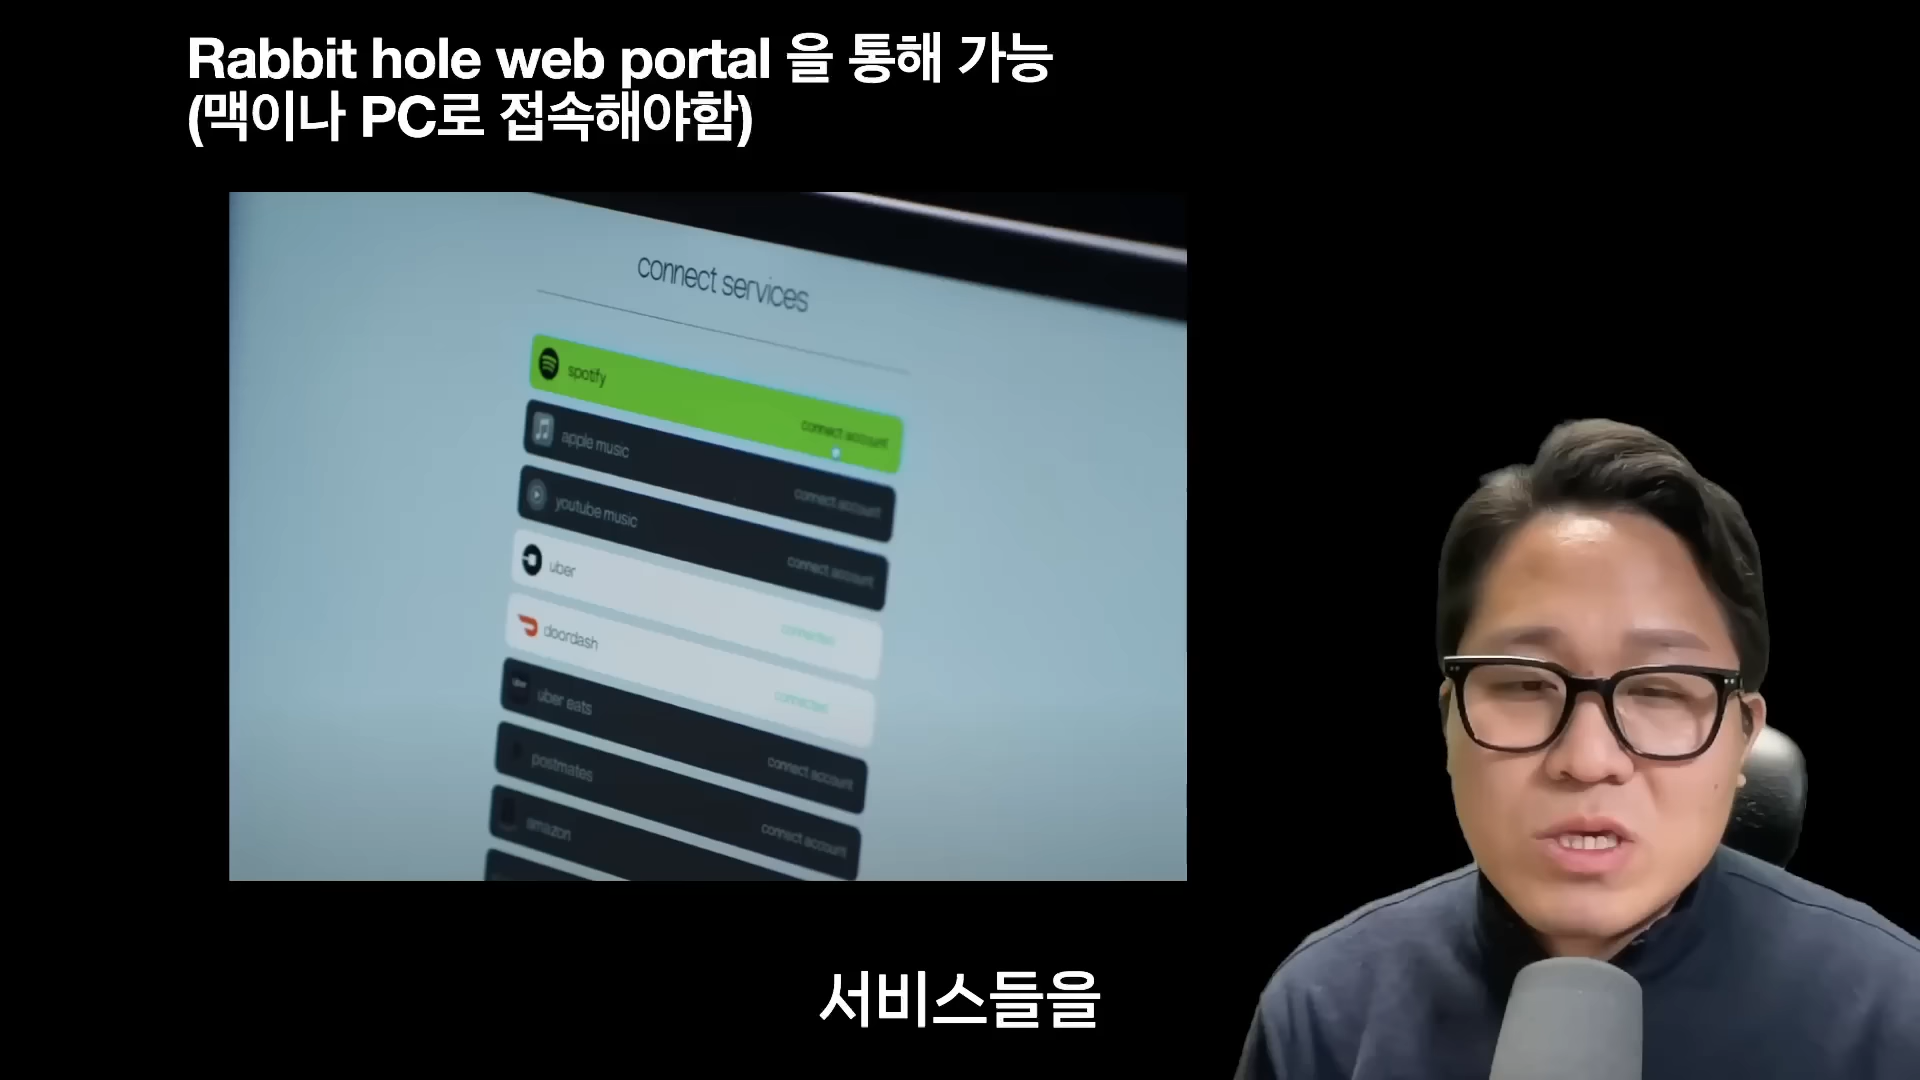 Rabbit hole web portal 을 통해 가능
(맥이나 PC로 접속해야함)
connect services
spotify
connect account
apple music
connect account
youtube music
connect account
uber
connected
doordash
connected
uber eats
connect account
postmates
connect account
amazon
서비스들을